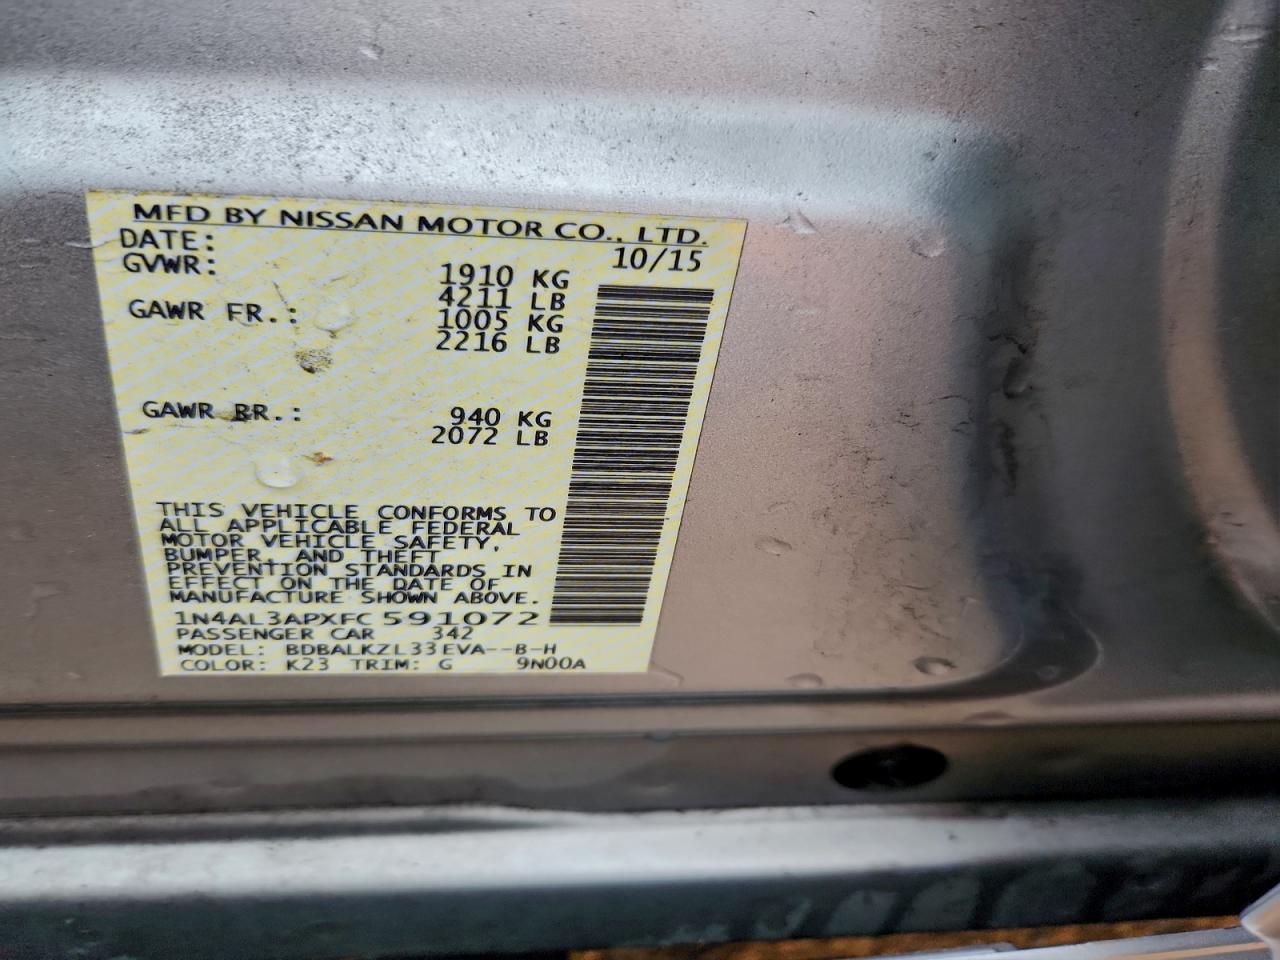 MFD BY NISSAN MOTOR CO., LTD.
DATE: 10/15
GVWR: 1910 KG
4211 LB
GAWR FR.: 1005 KG
2216 LB
GAWR BR.: 940 KG
2072 LB
THIS VEHICLE CONFORMS TO
ALL APPLICABLE FEDERAL
MOTOR VEHICLE SAFETY,
BUMPER, AND THEFT
PREVENTION STANDARDS IN
EFFECT ON THE DATE OF
MANUFACTURE SHOWN ABOVE.
1N4AL3APXFC591072
PASSENGER CAR 342
MODEL: BDBALKZL33EVA--B-H
COLOR: K23 TRIM: G 9N00A